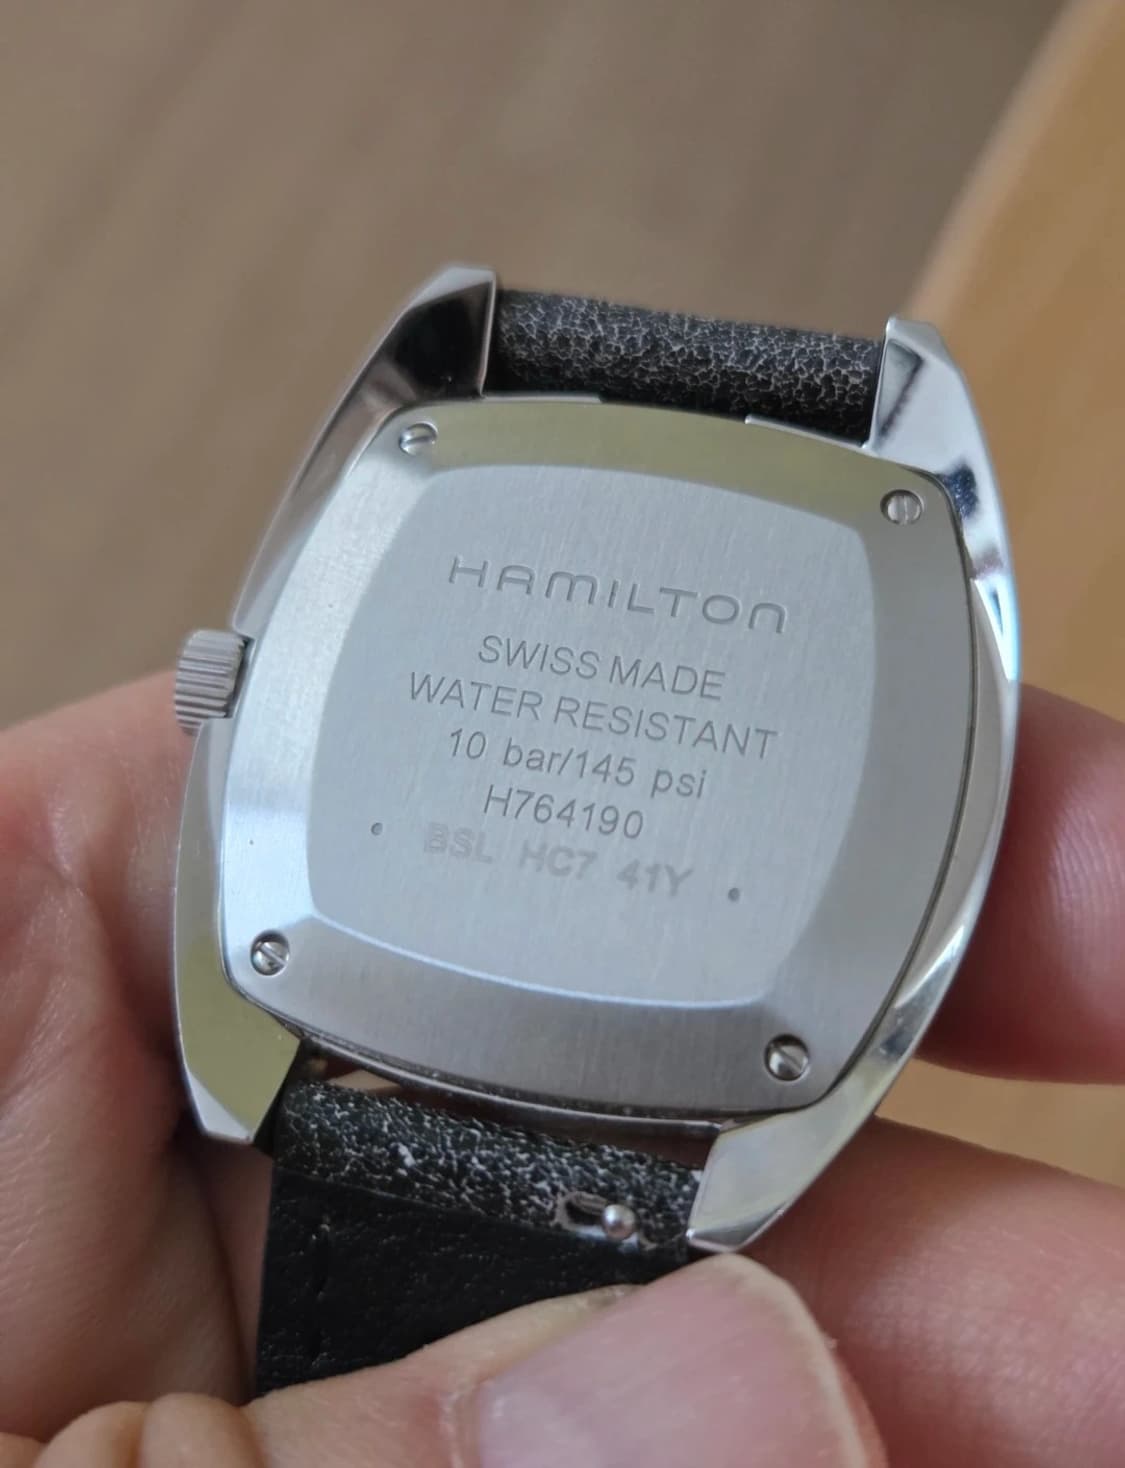 HAMILTON
SWISS MADE
WATER RESISTANT
10 bar/145 psi
H764190
BSL HC7 41Y